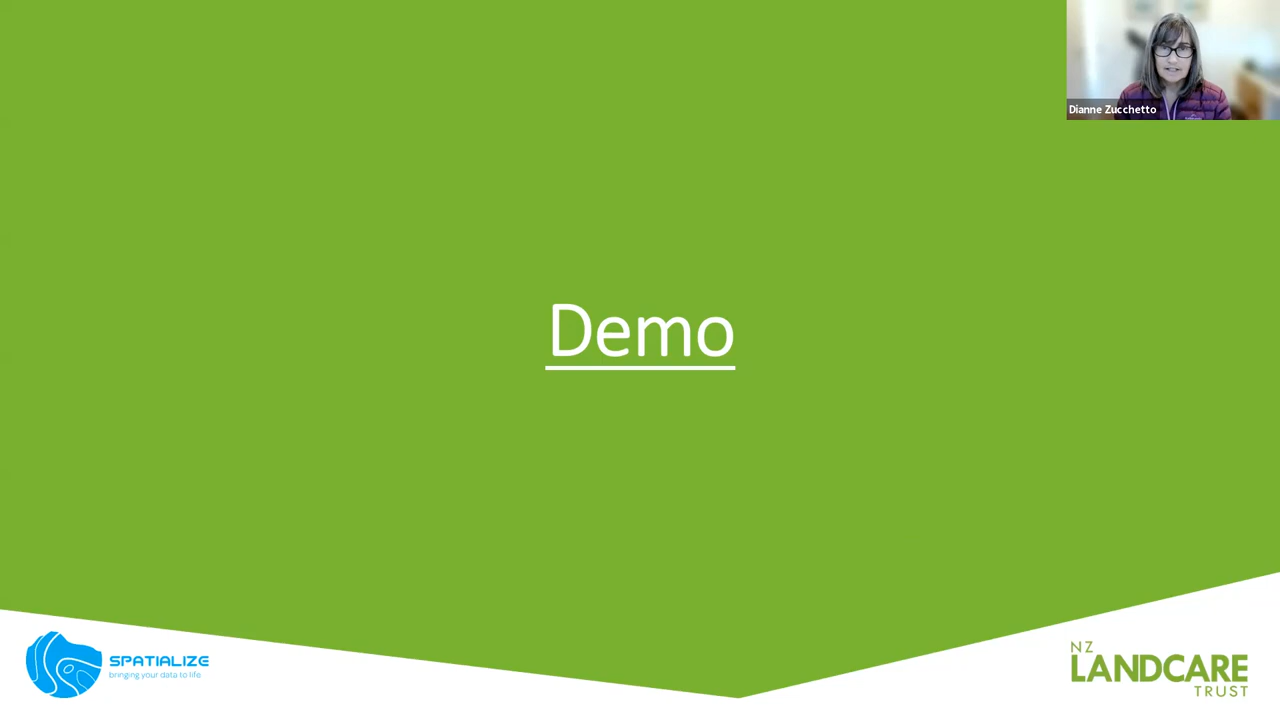 Dianne Zucchetto
Demo
SPATIALIZE
bringing your data to life
NZ
LANDCARE
TRUST